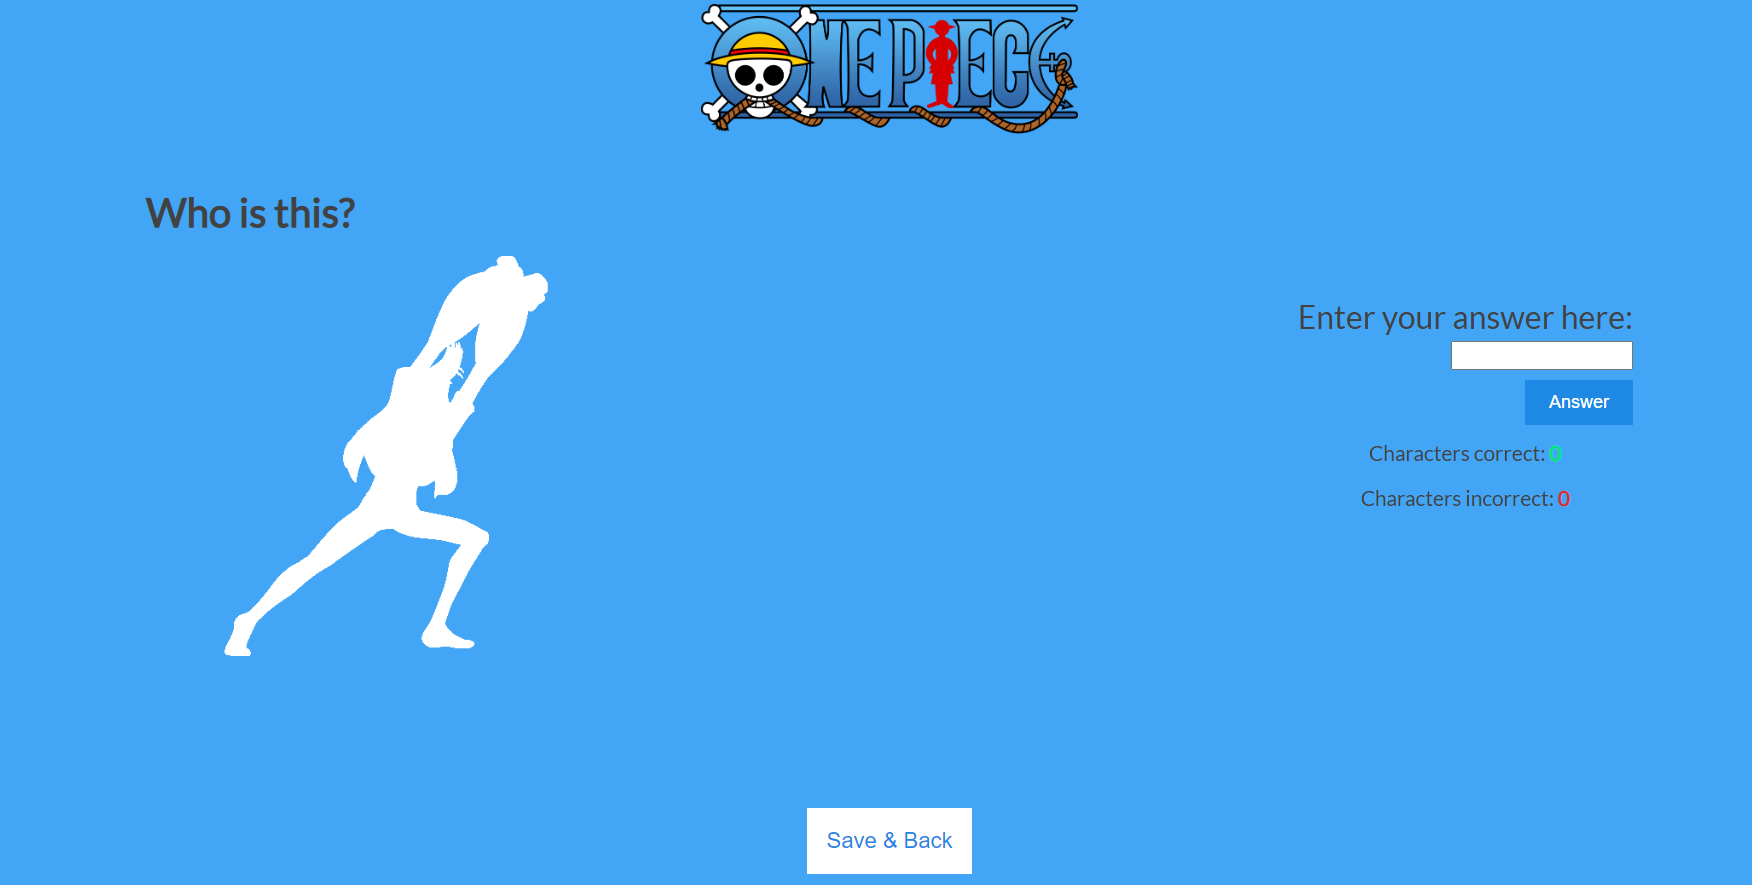 ONE PIECE
Who is this?
Enter your answer here:
Answer
Characters correct: 0
Characters incorrect: 0
Save & Back